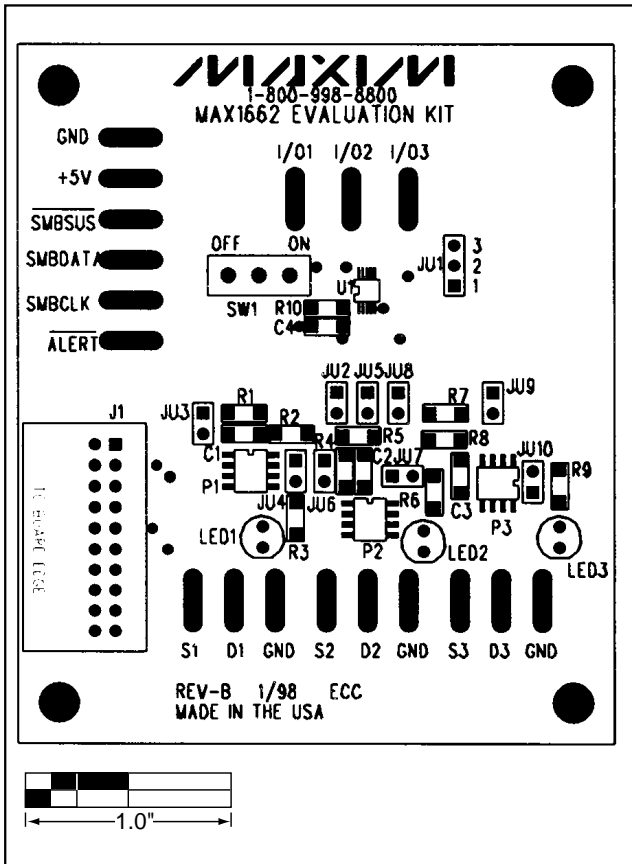 MAXIM
1-800-998-8800
MAX1662 EVALUATION KIT
GND
I/O1 I/O2 I/O3
+5V
SMBSUS
SMBDATA
OFF ON
JU1
3
2
1
U1
SMBCLK
SW1
R10
C4
ALERT
JU2 JU5 JU8
J1
JU3
R1
R7
JU9
R2
R4
R5
R8
C1
C2
JU7
JU10
R9
P1
JU4
JU6
R6
C3
P3
LED1
R3
P2
LED2
LED3
TO BOARD EDGE
S1 D1 GND S2 D2 GND S3 D3 GND
REV-B 1/98 ECC
MADE IN THE USA
1.0"